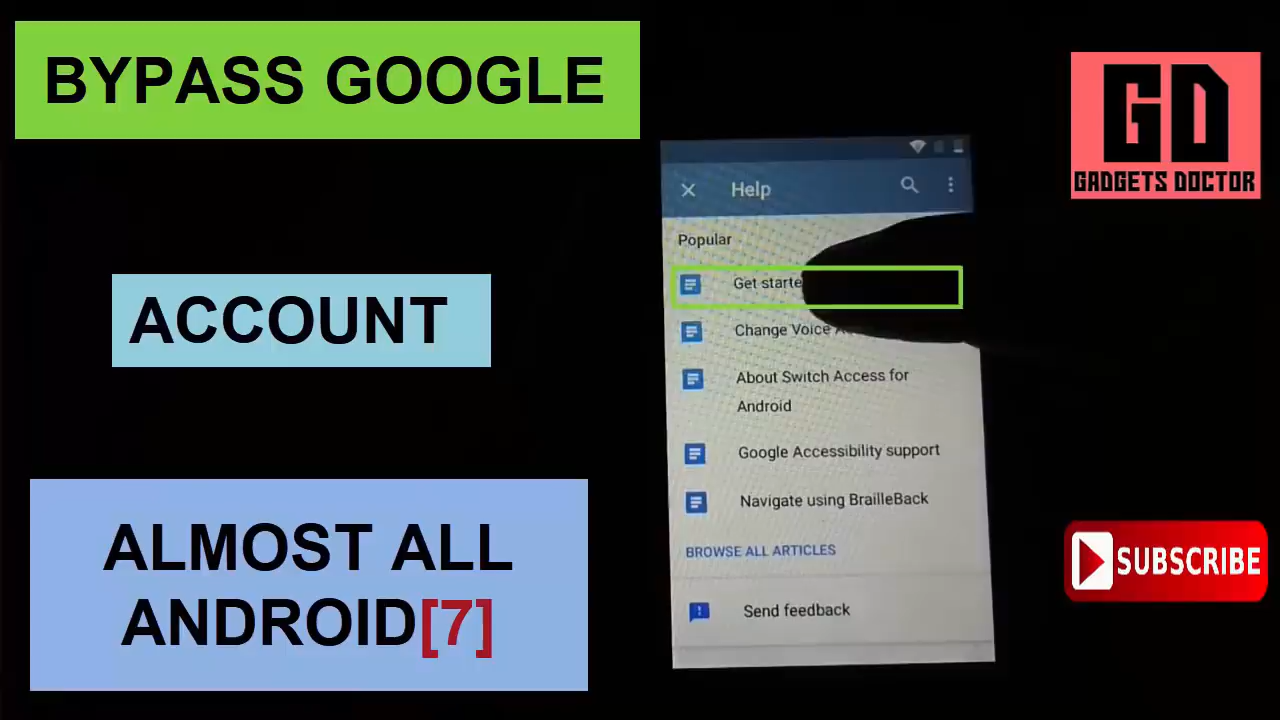 BYPASS GOOGLE
GD
GADGETS DOCTOR
Help
Popular
Get starte
Change Voice
About Switch Access for
Android
ACCOUNT
Google Accessibility support
Navigate using BrailleBack
BROWSE ALL ARTICLES
Send feedback
ALMOST ALL
ANDROID[7]
SUBSCRIBE